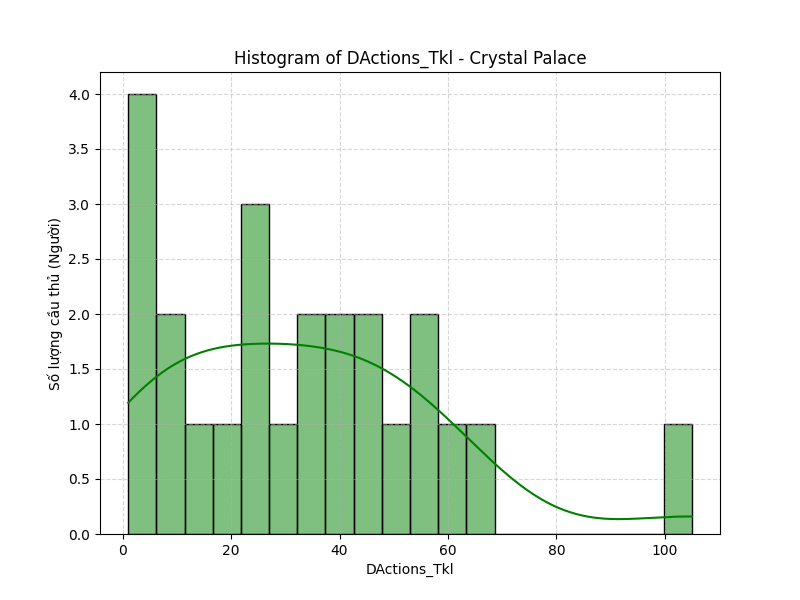 Histogram of DActions_Tkl - Crystal Palace
Số lượng cầu thủ (Người)
4.0
3.5
3.0
2.5
2.0
1.5
1.0
0.5
0.0
0 20 40 60 80 100
DActions_Tkl